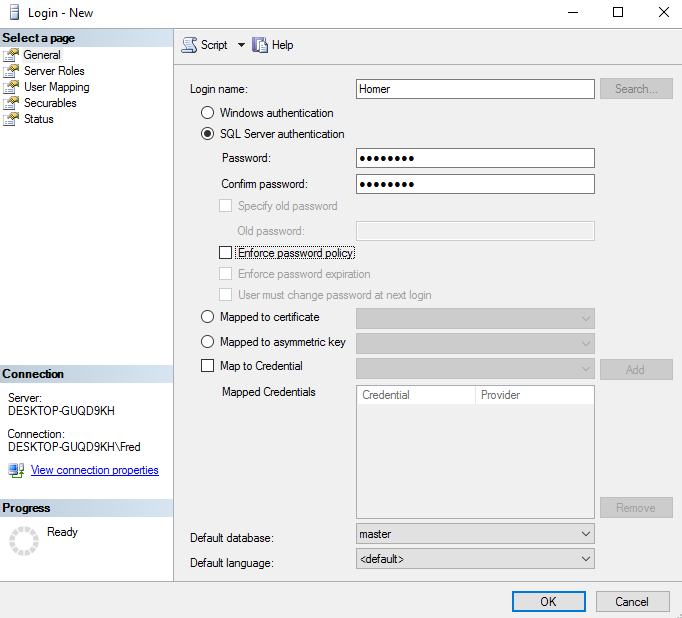 Login - New
Select a page
General
Server Roles
User Mapping
Securables
Status
Connection
Server:
DESKTOP-GUQD9KH
Connection:
DESKTOP-GUQD9KH\Fred
View connection properties
Progress
Ready
Script Help
Login name: Homer Search...
Windows authentication
SQL Server authentication
Password: ●●●●●●●●
Confirm password: ●●●●●●●●
Specify old password
Old password:
Enforce password policy
Enforce password expiration
User must change password at next login
Mapped to certificate
Mapped to asymmetric key
Map to Credential Add
Mapped Credentials Credential Provider
Remove
Default database: master
Default language: <default>
OK Cancel